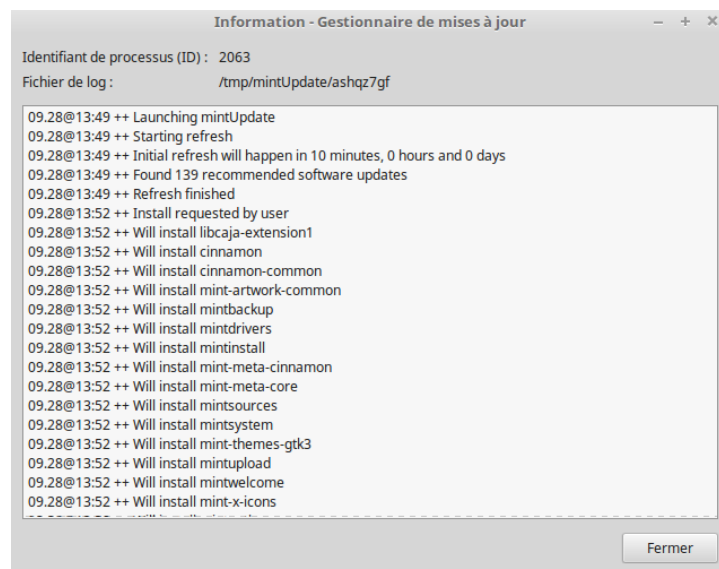 Information - Gestionnaire de mises à jour
Identifiant de processus (ID) : 2063
Fichier de log : /tmp/mintUpdate/ashqz7gf
09.28@13:49 ++ Launching mintUpdate
09.28@13:49 ++ Starting refresh
09.28@13:49 ++ Initial refresh will happen in 10 minutes, 0 hours and 0 days
09.28@13:49 ++ Found 139 recommended software updates
09.28@13:49 ++ Refresh finished
09.28@13:52 ++ Install requested by user
09.28@13:52 ++ Will install libcaja-extension1
09.28@13:52 ++ Will install cinnamon
09.28@13:52 ++ Will install cinnamon-common
09.28@13:52 ++ Will install mint-artwork-common
09.28@13:52 ++ Will install mintbackup
09.28@13:52 ++ Will install mintdrivers
09.28@13:52 ++ Will install mintinstall
09.28@13:52 ++ Will install mint-meta-cinnamon
09.28@13:52 ++ Will install mint-meta-core
09.28@13:52 ++ Will install mintsources
09.28@13:52 ++ Will install mintsystem
09.28@13:52 ++ Will install mint-themes-gtk3
09.28@13:52 ++ Will install mintupload
09.28@13:52 ++ Will install mintwelcome
09.28@13:52 ++ Will install mint-x-icons
Fermer